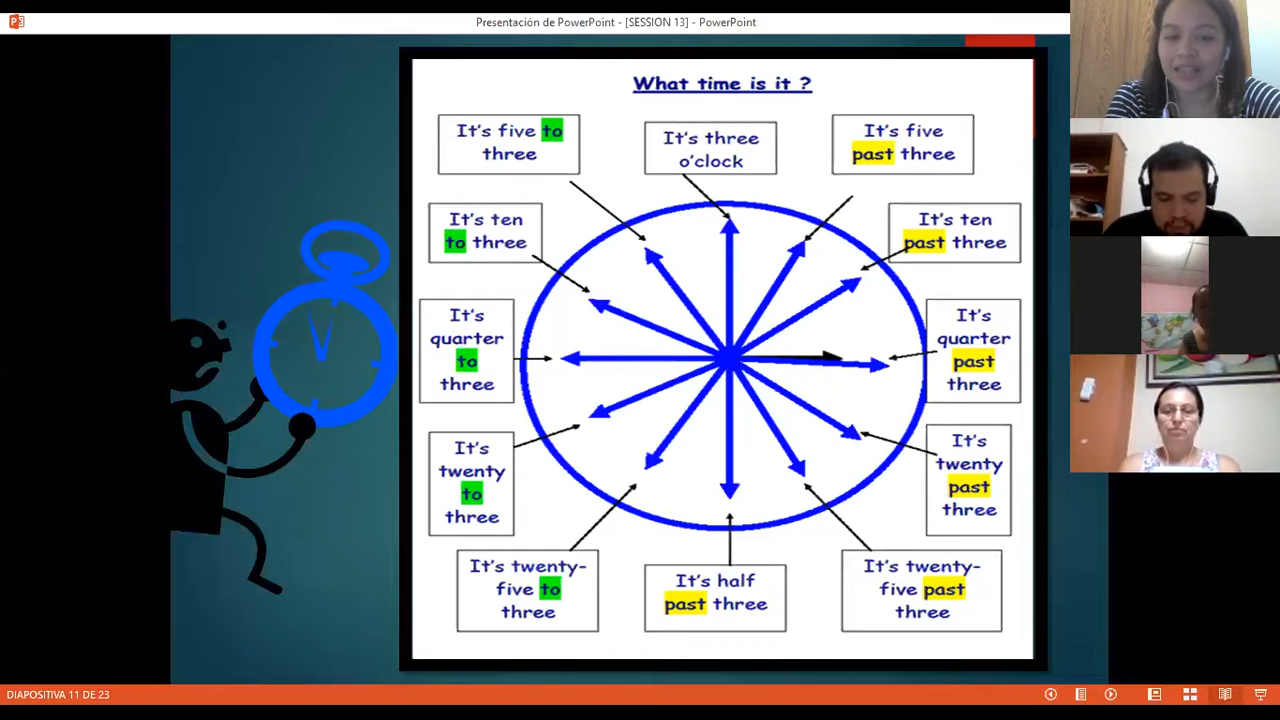 Presentación de PowerPoint - [SESSION 13] - PowerPoint
What time is it ?
It's five to
three
It's three
o'clock
It's five
past three
It's ten
to three
It's ten
past three
It's
quarter
to
three
It's
quarter
past
three
It's
twenty
to
three
It's
twenty
past
three
It's twenty-
five to
three
It's half
past three
It's twenty-
five past
three
DIAPOSITIVA 11 DE 23